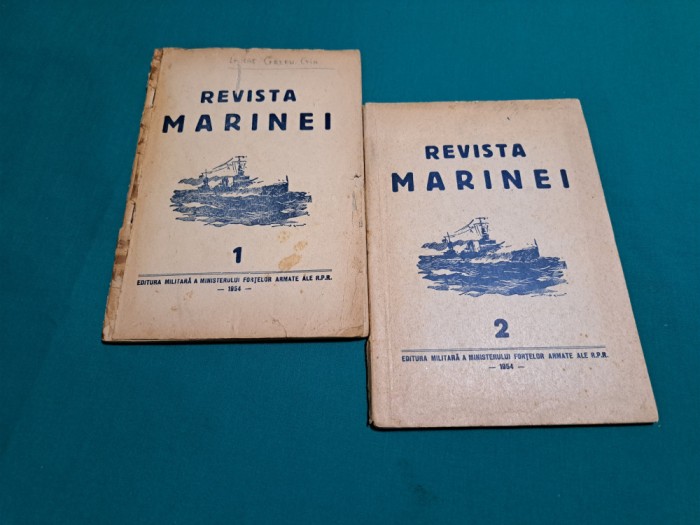 REVISTA
MARINEI
1
EDITURA MILITARĂ A MINISTERULUI FORȚELOR ARMATE ALE R.P.R.
— 1954 —
REVISTA
MARINEI
2
EDITURA MILITARĂ A MINISTERULUI FORȚELOR ARMATE ALE R.P.R.
— 1954 —